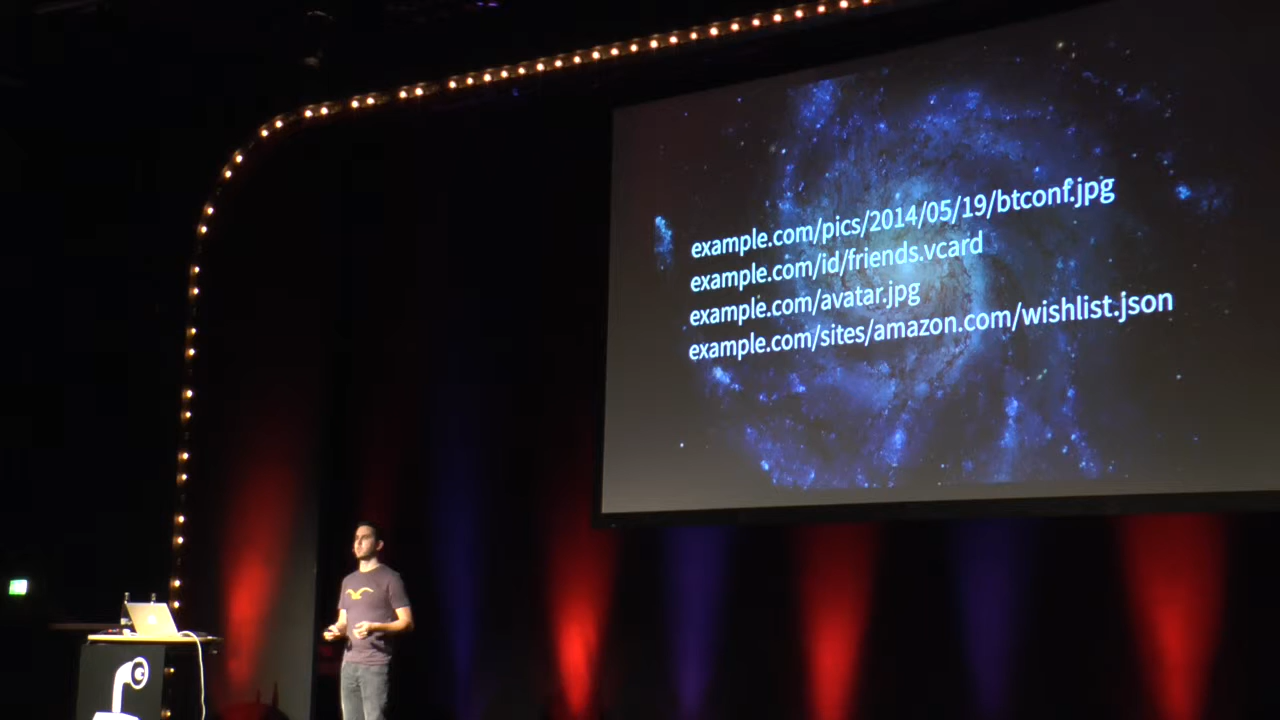 example.com/pics/2014/05/19/btconf.jpg
example.com/id/friends.vcard
example.com/avatar.jpg
example.com/sites/amazon.com/wishlist.json